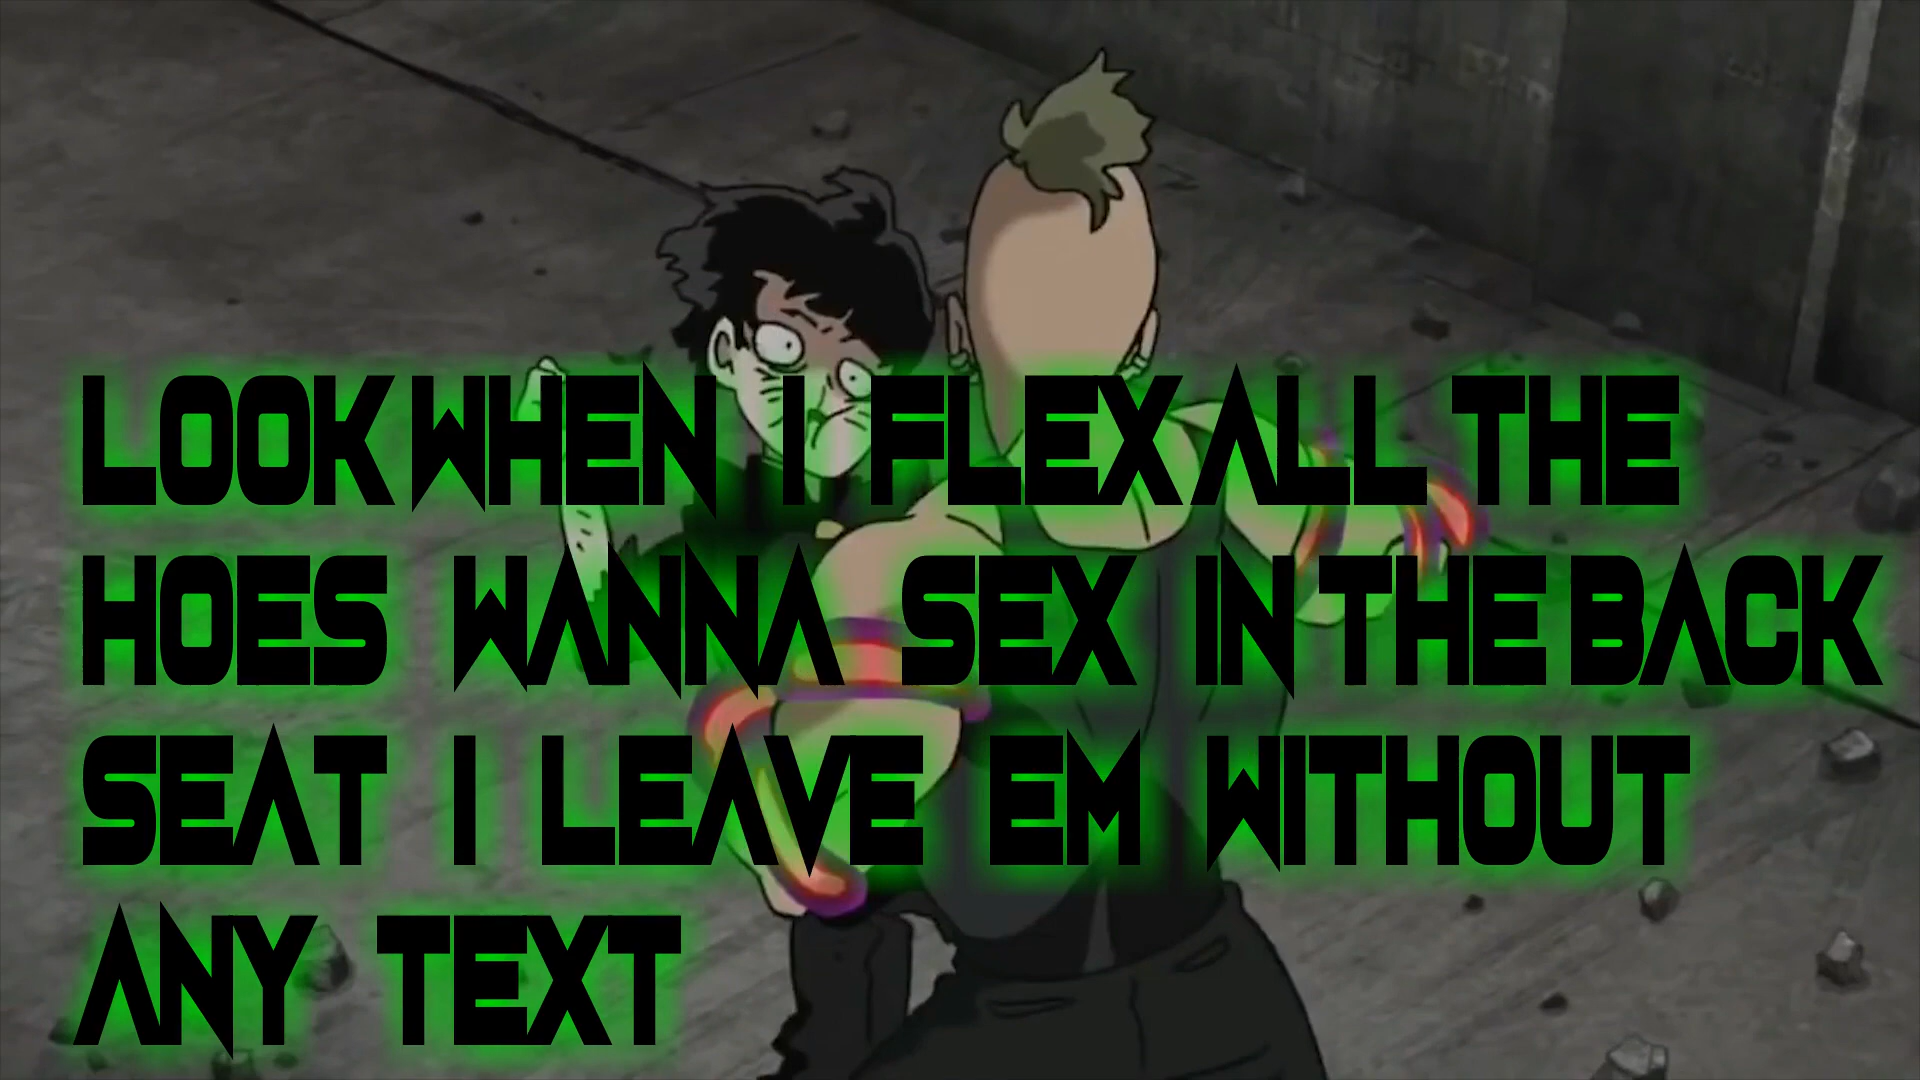 LOOK WHEN I FLEX ALL THE
HOES WANNA SEX IN THE BACK
SEAT I LEAVE EM WITHOUT
ANY TEXT